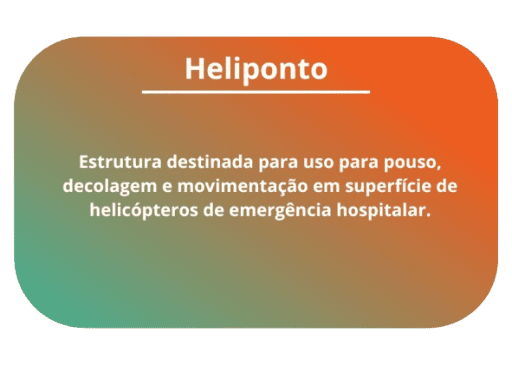 Heliponto
Estrutura destinada para uso para pouso,
decolagem e movimentação em superfície de
helicópteros de emergência hospitalar.